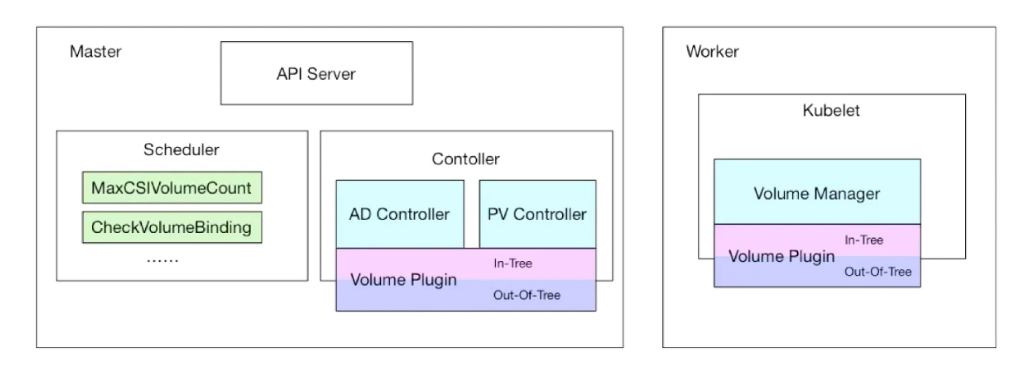 Master
API Server
Scheduler
MaxCSIVolumeCount
CheckVolumeBinding
......
Contoller
AD Controller
PV Controller
Volume Plugin
In-Tree
Out-Of-Tree
Worker
Kubelet
Volume Manager
Volume Plugin
In-Tree
Out-Of-Tree